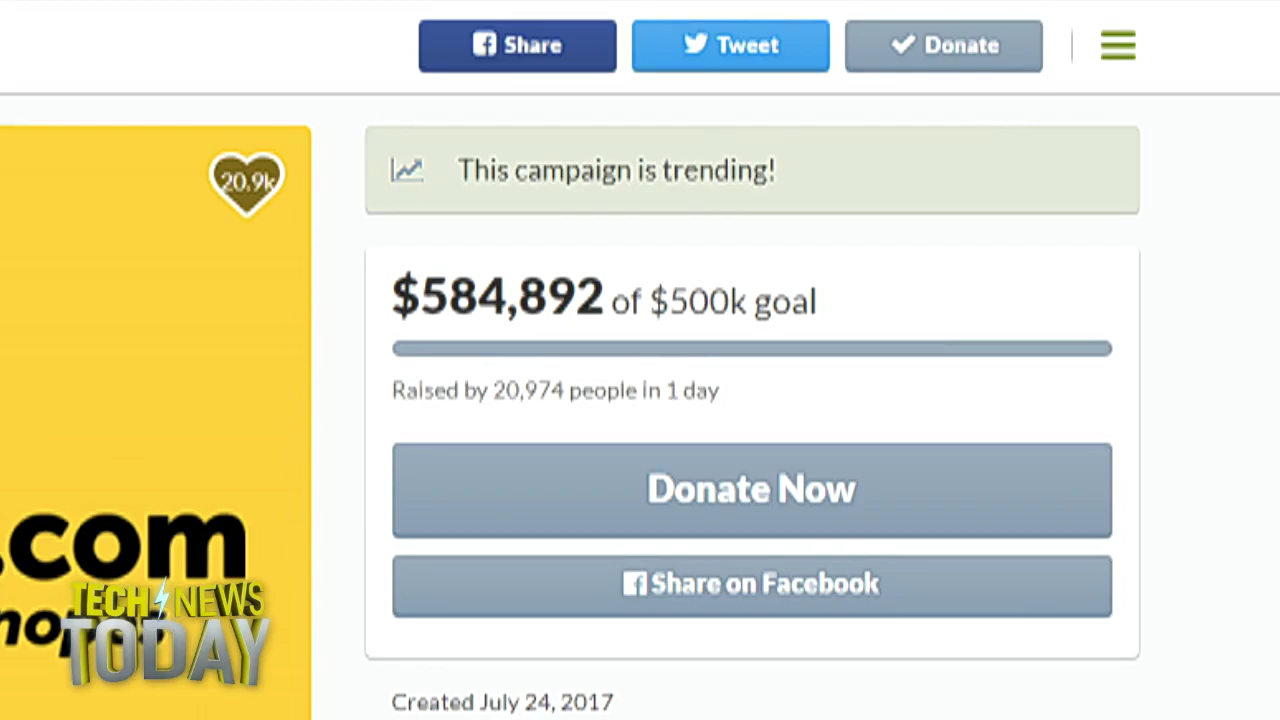 Share
Tweet
Donate
20.9k
This campaign is trending!
$584,892 of $500k goal
Raised by 20,974 people in 1 day
Donate Now
.com
Share on Facebook
TECH NEWS
TODAY
Created July 24, 2017